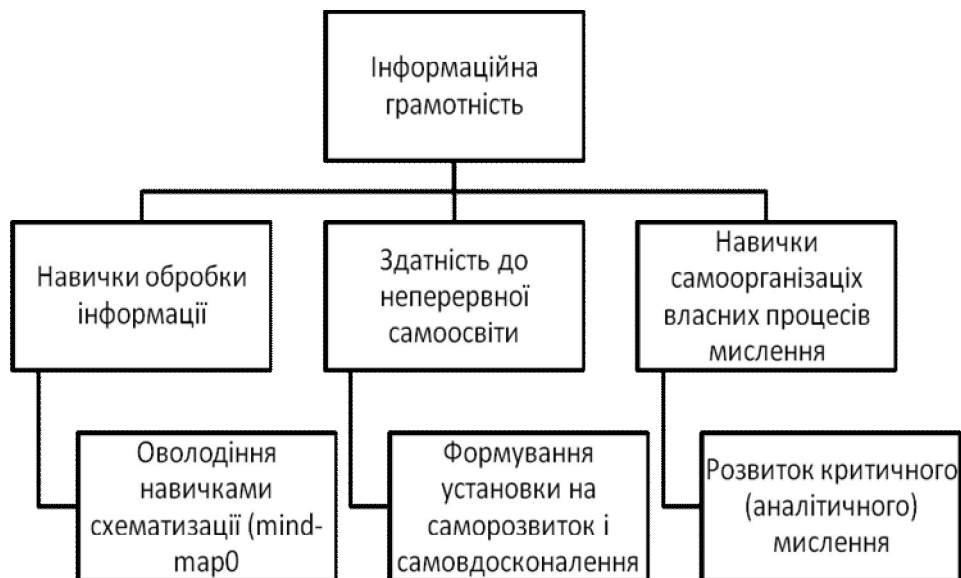 Інформаційна
грамотність
Навички обробки
інформації
Здатність до
неперервної
самоосвіти
Навички
самоорганізаціх
власних процесів
мислення
Оволодіння
навичками
схематизації (mind-
map0
Формування
установки на
саморозвиток і
самовдосконалення
Розвиток критичного
(аналітичного)
мислення